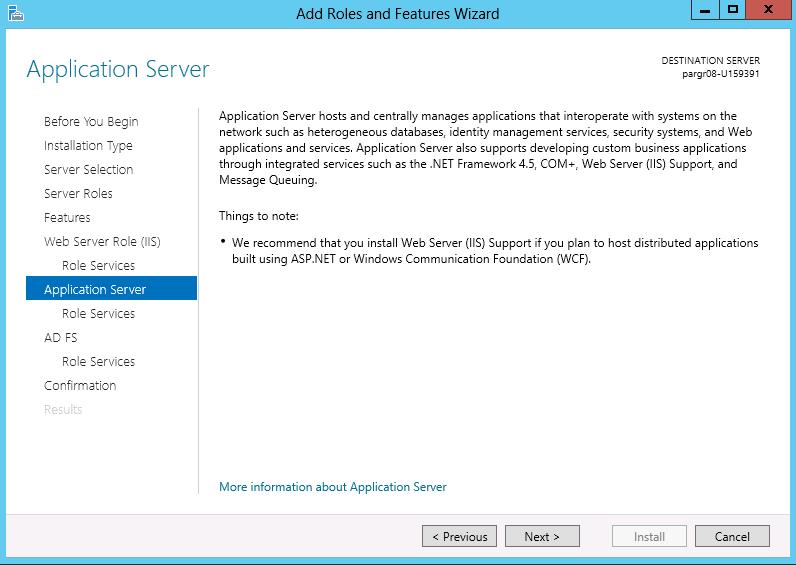 Add Roles and Features Wizard
Application Server
DESTINATION SERVER
pargr08-U159391
Before You Begin
Installation Type
Server Selection
Server Roles
Features
Web Server Role (IIS)
Role Services
Application Server
Role Services
AD FS
Role Services
Confirmation
Results
Application Server hosts and centrally manages applications that interoperate with systems on the
network such as heterogeneous databases, identity management services, security systems, and Web
applications and services. Application Server also supports developing custom business applications
through integrated services such as the .NET Framework 4.5, COM+, Web Server (IIS) Support, and
Message Queuing.
Things to note:
• We recommend that you install Web Server (IIS) Support if you plan to host distributed applications
built using ASP.NET or Windows Communication Foundation (WCF).
More information about Application Server
< Previous
Next >
Install
Cancel